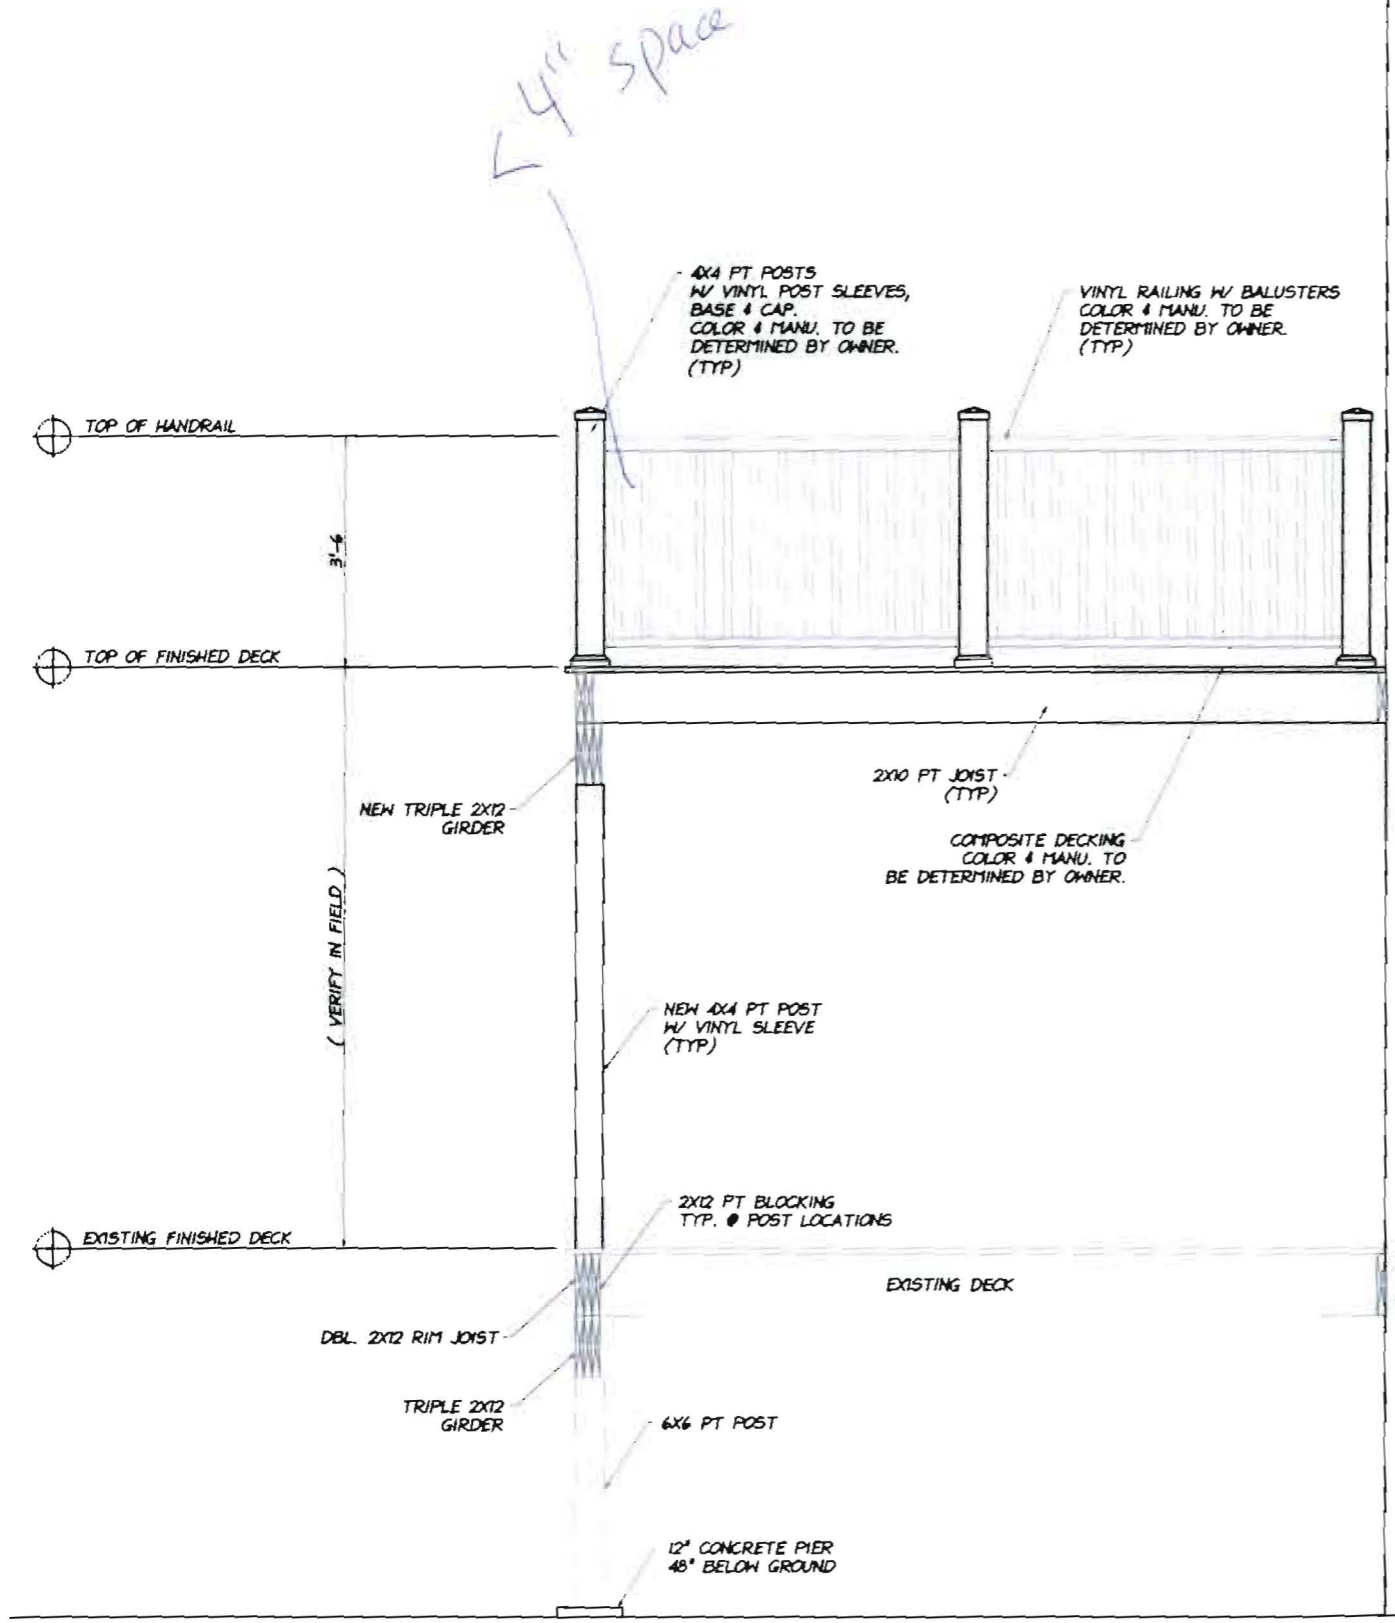 < 4" space
4X4 PT POSTS
W/ VINYL POST SLEEVES,
BASE & CAP.
COLOR & MANU. TO BE
DETERMINED BY OWNER.
(TYP)
VINYL RAILING W/ BALUSTERS
COLOR & MANU. TO BE
DETERMINED BY OWNER.
(TYP)
TOP OF HANDRAIL
3'-6
TOP OF FINISHED DECK
2X10 PT JOIST
(TYP)
NEW TRIPLE 2X12
GIRDER
COMPOSITE DECKING
COLOR & MANU. TO
BE DETERMINED BY OWNER.
( VERIFY IN FIELD )
NEW 4X4 PT POST
W/ VINYL SLEEVE
(TYP)
2X12 PT BLOCKING
TYP. @ POST LOCATIONS
EXISTING FINISHED DECK
EXISTING DECK
DBL. 2X12 RIM JOIST
TRIPLE 2X12
GIRDER
6X6 PT POST
12" CONCRETE PIER
48" BELOW GROUND